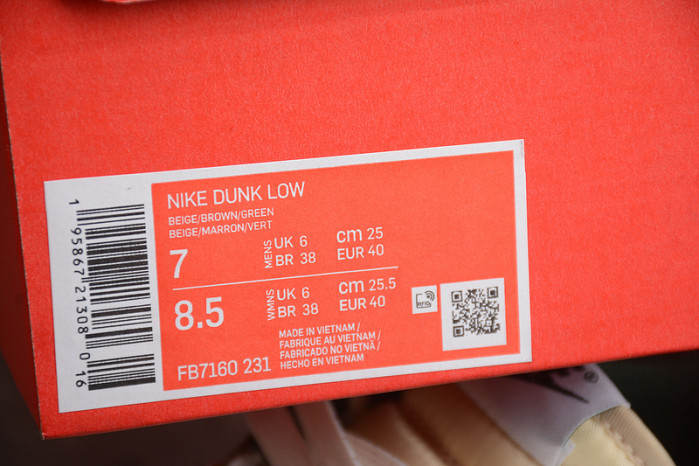 NIKE DUNK LOW
BEIGE/BROWN/GREEN
BEIGE/MARRON/VERT
7 MENS UK 6 cm 25
BR 38 EUR 40
8.5 WMNS UK 6 cm 25.5
BR 38 EUR 40
MADE IN VIETNAM /
FABRIQUE AU VIETNAM /
FABRICADO NO VIETNÃ /
HECHO EN VIETNAM
FB7160 231
1 95867 21308 0 16
RFID